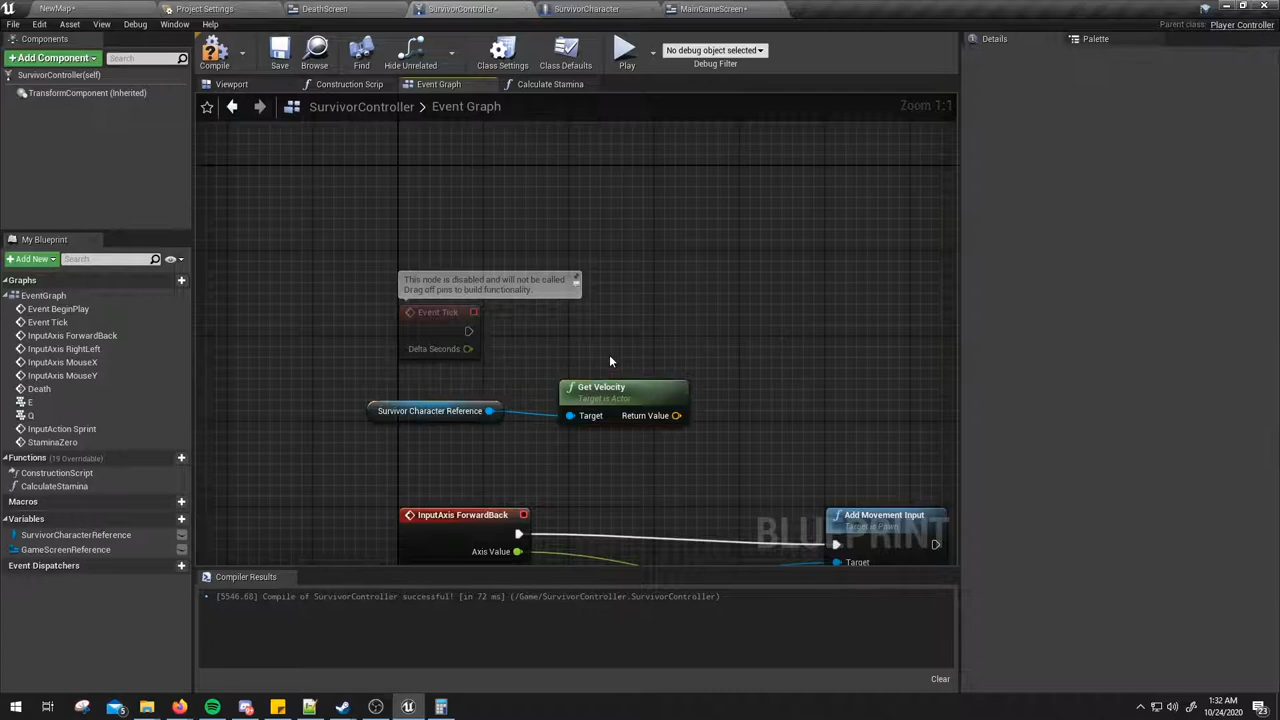 NewMap•
Project Settings
DeathScreen
SurvivorController•
SurvivorCharacter
MainGameScreen•
File Edit Asset View Debug Window Help
Parent class: Player Controller
Components
+Add Component
Search
SurvivorController(self)
TransformComponent (Inherited)
Compile
Save
Browse
Find
Hide Unrelated
Class Settings
Class Defaults
Play
No debug object selected
Debug Filter
Details
Palette
Viewport
Construction Scrip
Event Graph
Calculate Stamina
SurvivorController > Event Graph
Zoom 1:1
This node is disabled and will not be called.
Drag off pins to build functionality.
Event Tick
Delta Seconds
Survivor Character Reference
Get Velocity
Target is Actor
Target
Return Value
InputAxis ForwardBack
Axis Value
Add Movement Input
Target is Pawn
Target
BLUEPRINT
My Blueprint
+Add New
Search
Graphs
EventGraph
Event BeginPlay
Event Tick
InputAxis ForwardBack
InputAxis RightLeft
InputAxis MouseX
InputAxis MouseY
Death
E
Q
InputAction Sprint
StaminaZero
Functions (19 Overridable)
ConstructionScript
CalculateStamina
Macros
Variables
SurvivorCharacterReference
GameScreenReference
Event Dispatchers
Compiler Results
[5546.68] Compile of SurvivorController successful! [in 72 ms] (/Game/SurvivorController.SurvivorController)
Clear
1:32 AM
10/24/2020